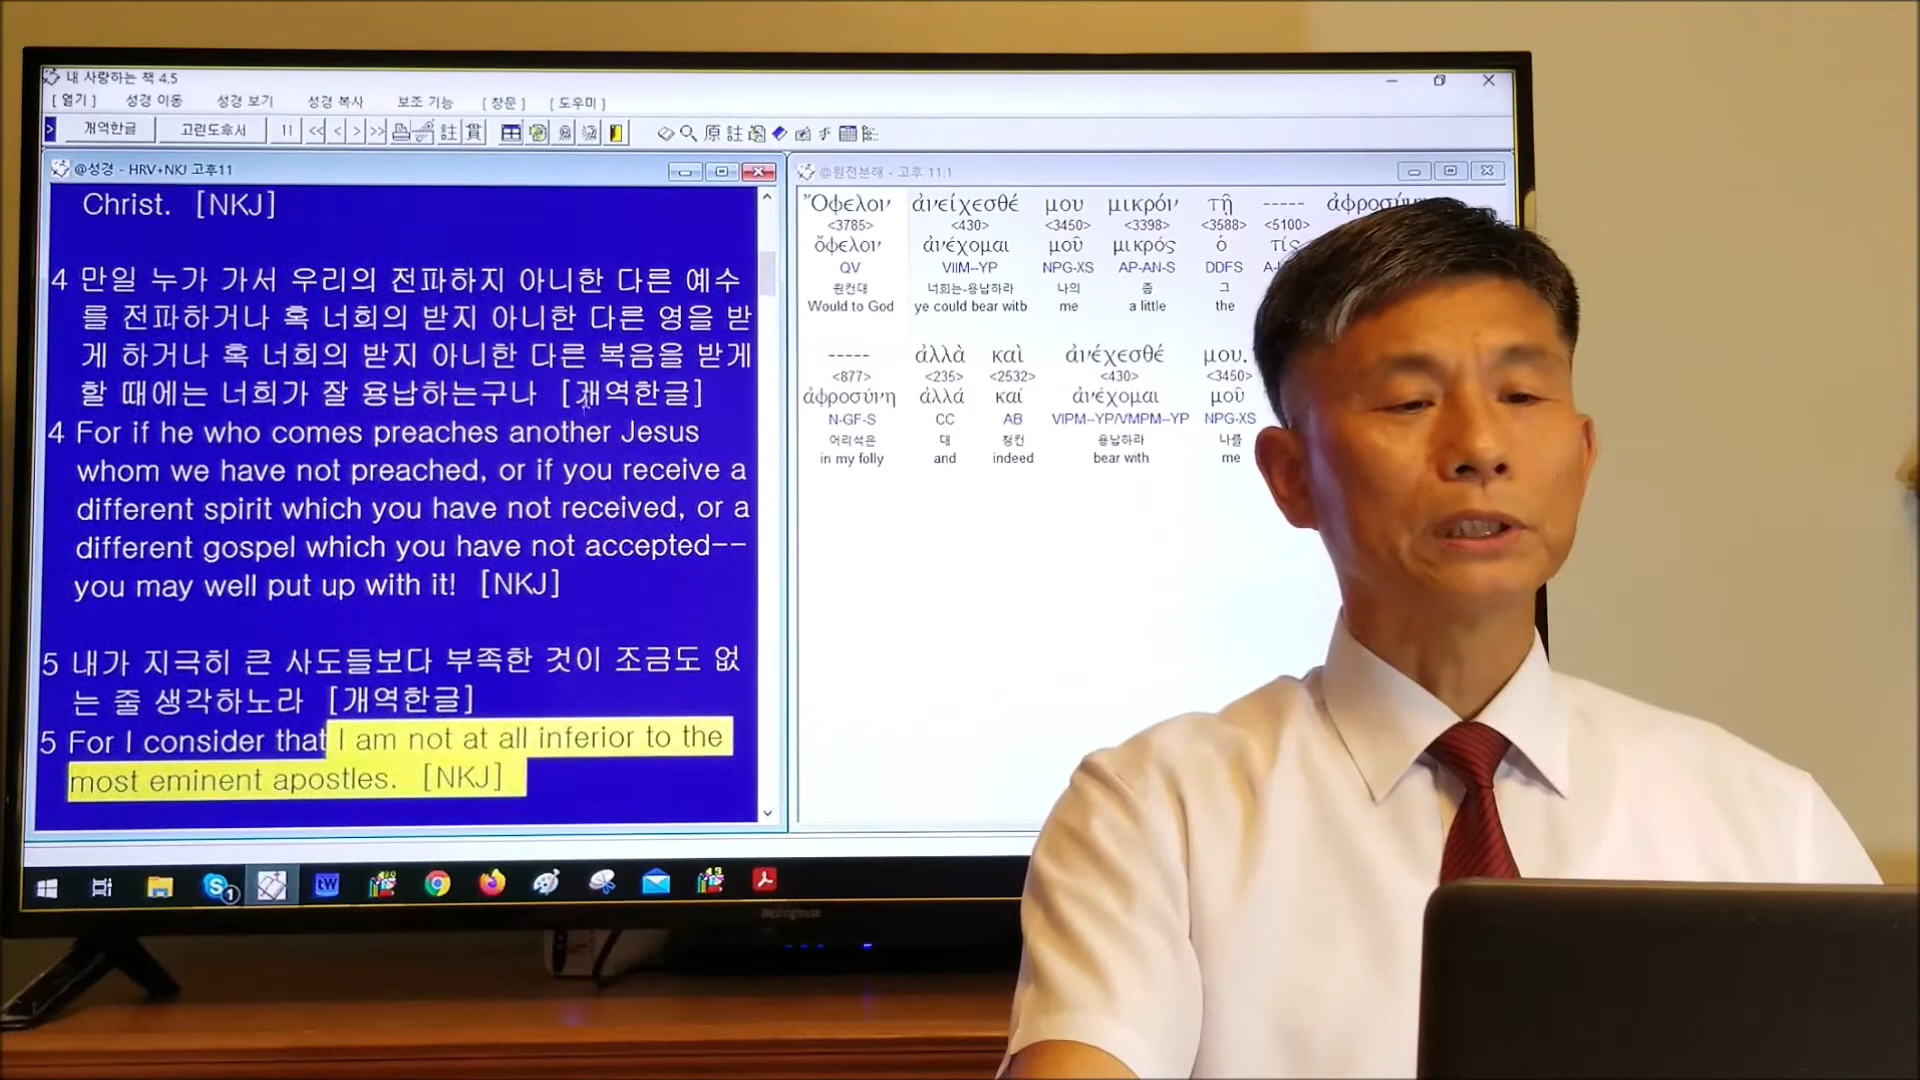 내 사랑하는 책 4.5
[ 열기 ] 성경 이동 성경 보기 성경 복사 보조 기능 [ 창문 ] [ 도우미 ]
개역한글 고린도후서 11 << < > >> 註 原 註
@성경 - HRV+NKJ 고후11
Christ. [NKJ]
4 만일 누가 가서 우리의 전파하지 아니한 다른 예수
를 전파하거나 혹 너희의 받지 아니한 다른 영을 받
게 하거나 혹 너희의 받지 아니한 다른 복음을 받게
할 때에는 너희가 잘 용납하는구나 [개역한글]
4 For if he who comes preaches another Jesus
whom we have not preached, or if you receive a
different spirit which you have not received, or a
different gospel which you have not accepted--
you may well put up with it! [NKJ]
5 내가 지극히 큰 사도들보다 부족한 것이 조금도 없
는 줄 생각하노라 [개역한글]
5 For I consider that I am not at all inferior to the
most eminent apostles. [NKJ]
@원전분해 - 고후 11:1
Ὄφελον ἀνείχεσθέ μου μικρόν τῇ -----
<3785> <430> <3450> <3398> <3588> <5100>
ὄφελον ἀνέχομαι μοῦ μικρός ὁ τίς
QV VIIM--YP NPG-XS AP-AN-S DDFS
원컨대 너희는-용납하라 나의 좀 그
Would to God ye could bear with me a little the
----- ἀλλὰ καὶ ἀνέχεσθέ μου.
<877> <235> <2532> <430> <3450>
ἀφροσύνη ἀλλά καί ἀνέχομαι μοῦ
N-GF-S CC AB VIPM--YP/VMPM--YP NPG-XS
어리석은 대 청컨 용납하라 나를
in my folly and indeed bear with me
1
tW
Westinghouse